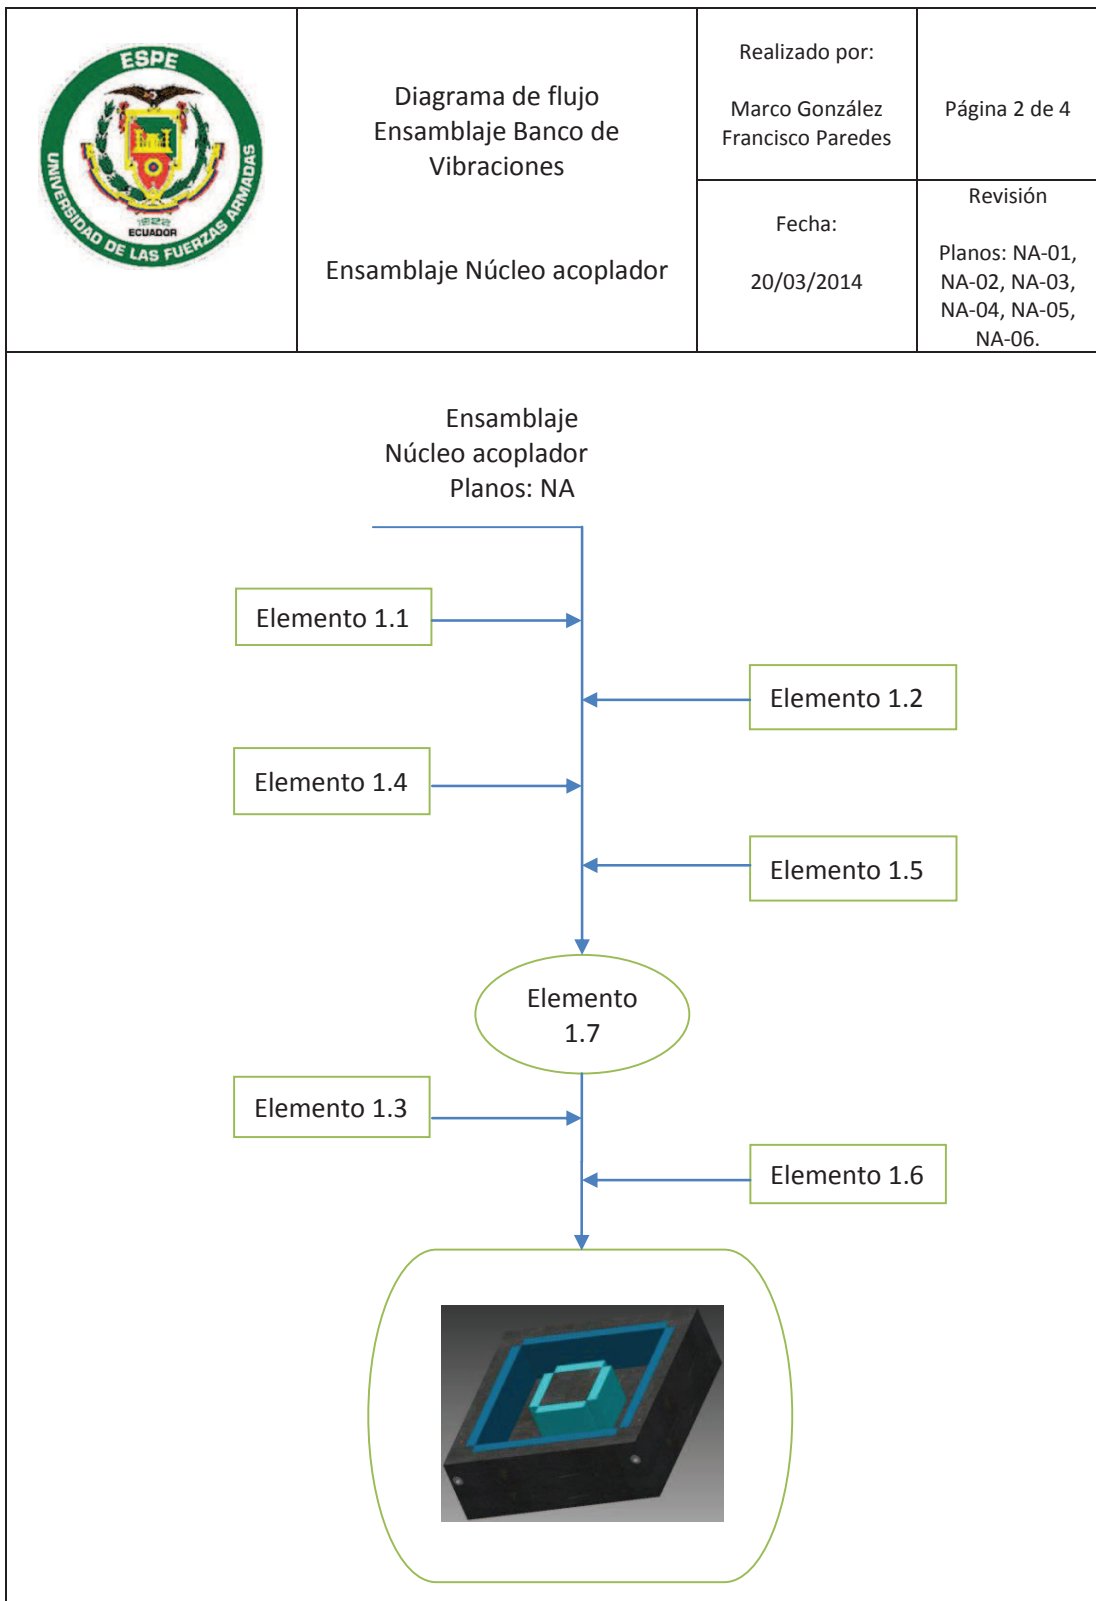 ESPE
UNIVERSIDAD DE LAS FUERZAS ARMADAS
1922
ECUADOR
Diagrama de flujo
Ensamblaje Banco de
Vibraciones
Ensamblaje Núcleo acoplador
Realizado por:
Marco González
Francisco Paredes
Página 2 de 4
Fecha:
20/03/2014
Revisión
Planos: NA-01,
NA-02, NA-03,
NA-04, NA-05,
NA-06.
Ensamblaje
Núcleo acoplador
Planos: NA
Elemento 1.1
Elemento 1.2
Elemento 1.4
Elemento 1.5
Elemento
1.7
Elemento 1.3
Elemento 1.6